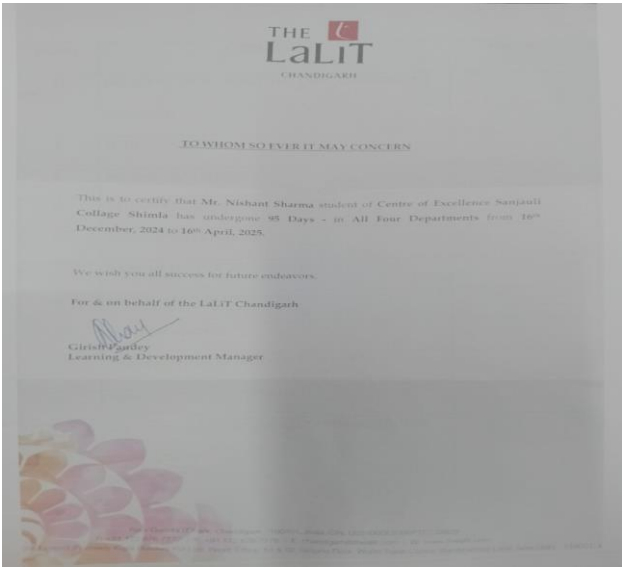 THE
LaLiT
CHANDIGARH
TO WHOM SO EVER IT MAY CONCERN
This is to certify that Mr. Nishant Sharma student of Centre of Excellence Sanjauli
Collage Shimla has undergone 95 Days - in All Four Departments from 16th
December, 2024 to 16th April, 2025.
We wish you all success for future endeavors.
For & on behalf of the LaLiT Chandigarh
Girish Pandey
Learning & Development Manager